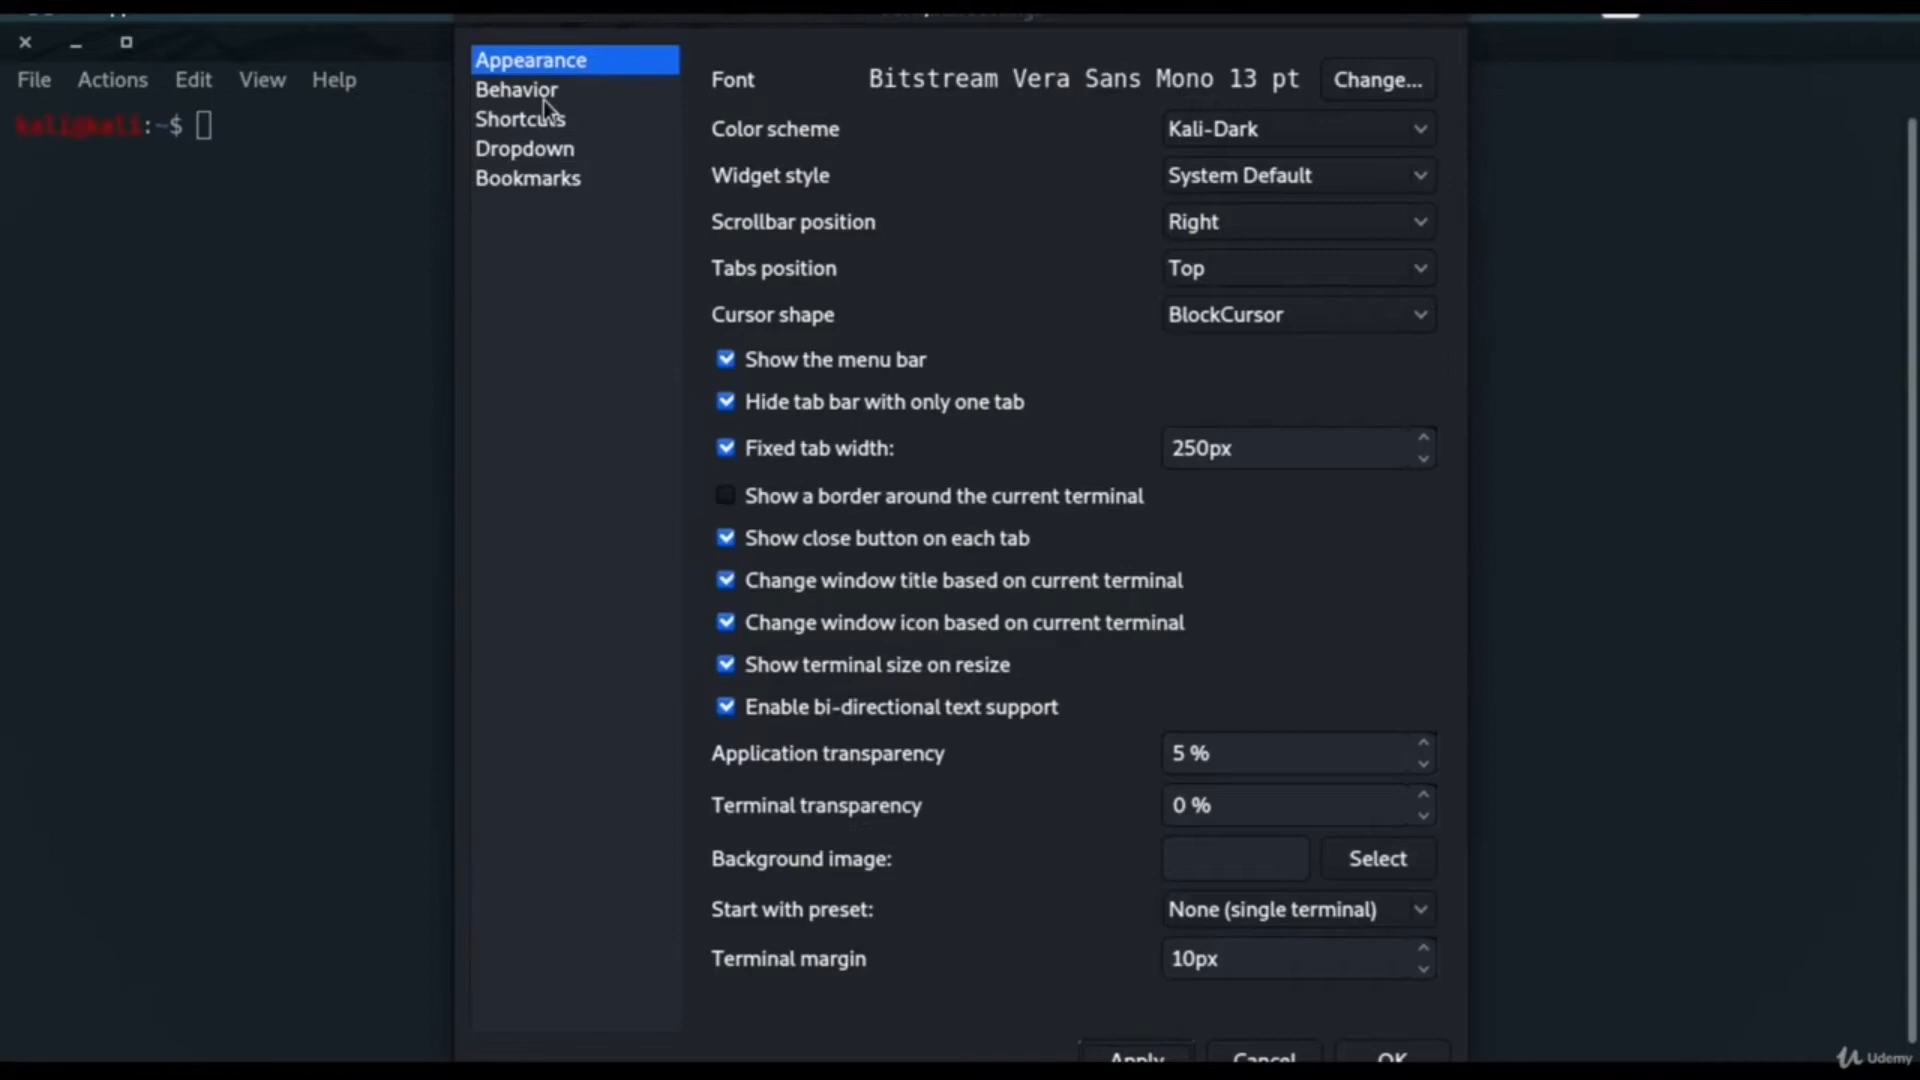 File Actions Edit View Help
kali@kali:~$
Appearance
Behavior
Shortcuts
Dropdown
Bookmarks
Font Bitstream Vera Sans Mono 13 pt Change...
Color scheme Kali-Dark
Widget style System Default
Scrollbar position Right
Tabs position Top
Cursor shape BlockCursor
Show the menu bar
Hide tab bar with only one tab
Fixed tab width: 250px
Show a border around the current terminal
Show close button on each tab
Change window title based on current terminal
Change window icon based on current terminal
Show terminal size on resize
Enable bi-directional text support
Application transparency 5 %
Terminal transparency 0 %
Background image: Select
Start with preset: None (single terminal)
Terminal margin 10px
Apply Cancel OK
Udemy